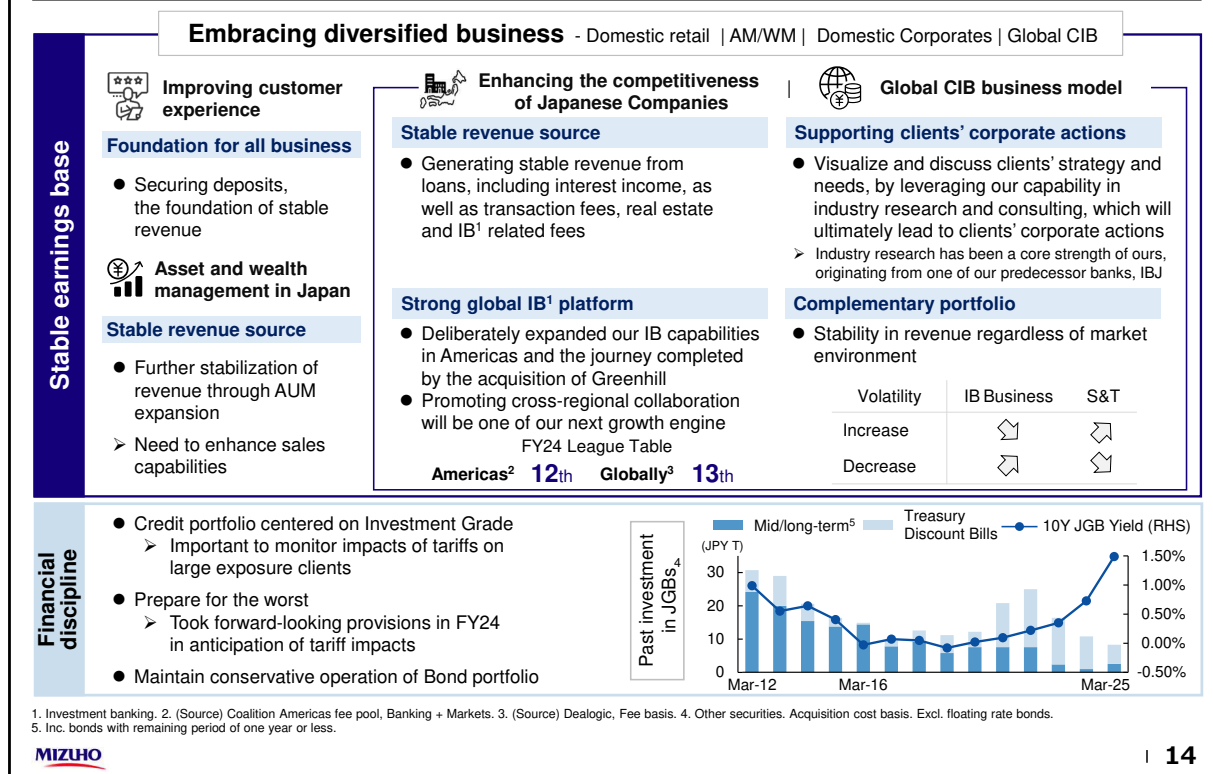 Embracing diversified business - Domestic retail | AM/WM | Domestic Corporates | Global CIB
Stable earnings base
Improving customer
experience
Foundation for all business
● Securing deposits,
the foundation of stable
revenue
Asset and wealth
management in Japan
Stable revenue source
● Further stabilization of
revenue through AUM
expansion
➢ Need to enhance sales
capabilities
Enhancing the competitiveness
of Japanese Companies
|
Global CIB business model
Stable revenue source
● Generating stable revenue from
loans, including interest income, as
well as transaction fees, real estate
and IB¹ related fees
Strong global IB¹ platform
● Deliberately expanded our IB capabilities
in Americas and the journey completed
by the acquisition of Greenhill
● Promoting cross-regional collaboration
will be one of our next growth engine
FY24 League Table
Americas² 12th Globally³ 13th
Supporting clients' corporate actions
● Visualize and discuss clients' strategy and
needs, by leveraging our capability in
industry research and consulting, which will
ultimately lead to clients' corporate actions
➢ Industry research has been a core strength of ours,
originating from one of our predecessor banks, IBJ
Complementary portfolio
● Stability in revenue regardless of market
environment
Volatility IB Business S&T
Increase
Decrease
Financial
discipline
● Credit portfolio centered on Investment Grade
➢ Important to monitor impacts of tariffs on
large exposure clients
● Prepare for the worst
➢ Took forward-looking provisions in FY24
in anticipation of tariff impacts
● Maintain conservative operation of Bond portfolio
Past investment
in JGBs₄
Mid/long-term⁵
Treasury
Discount Bills
10Y JGB Yield (RHS)
(JPY T)
30
20
10
0
1.50%
1.00%
0.50%
0.00%
-0.50%
Mar-12 Mar-16 Mar-25
1. Investment banking. 2. (Source) Coalition Americas fee pool, Banking + Markets. 3. (Source) Dealogic, Fee basis. 4. Other securities. Acquisition cost basis. Excl. floating rate bonds.
5. Inc. bonds with remaining period of one year or less.
MIZUHO
| 14